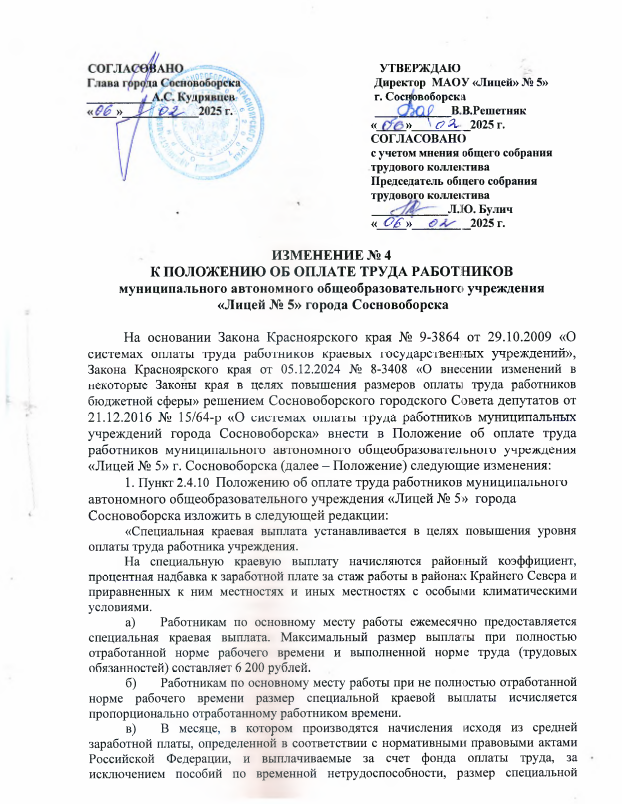 СОГЛАСОВАНО
Глава города Сосновоборска
__________А.С. Кудрявцев
«06 »    02    2025 г.
УТВЕРЖДАЮ
Директор МАОУ «Лицей» № 5»
г. Сосновоборска
____________В.В.Решетняк
«06 »    02    2025 г.
СОГЛАСОВАНО
с учетом мнения общего собрания
трудового коллектива
Председатель общего собрания
трудового коллектива
____________Л.Ю. Булич
« 06 »    02    2025 г.
ИЗМЕНЕНИЕ № 4
К ПОЛОЖЕНИЮ ОБ ОПЛАТЕ ТРУДА РАБОТНИКОВ
муниципального автономного общеобразовательного учреждения
«Лицей № 5» города Сосновоборска
На основании Закона Красноярского края № 9-3864 от 29.10.2009 «О
системах оплаты труда работников краевых государственных учреждений»,
Закона Красноярского края от 05.12.2024 № 8-3408 «О внесении изменений в
некоторые Законы края в целях повышения размеров оплаты труда работников
бюджетной сферы» решением Сосновоборского городского Совета депутатов от
21.12.2016 № 15/64-р «О системах оплаты труда работников муниципальных
учреждений города Сосновоборска» внести в Положение об оплате труда
работников муниципального автономного общеобразовательного учреждения
«Лицей № 5» г. Сосновоборска (далее – Положение) следующие изменения:
1. Пункт 2.4.10 Положению об оплате труда работников муниципального
автономного общеобразовательного учреждения «Лицей № 5» города
Сосновоборска изложить в следующей редакции:
«Специальная краевая выплата устанавливается в целях повышения уровня
оплаты труда работника учреждения.
На специальную краевую выплату начисляются районный коэффициент,
процентная надбавка к заработной плате за стаж работы в районах Крайнего Севера и
приравненных к ним местностях и иных местностях с особыми климатическими
условиями.
а) Работникам по основному месту работы ежемесячно предоставляется
специальная краевая выплата. Максимальный размер выплаты при полностью
отработанной норме рабочего времени и выполненной норме труда (трудовых
обязанностей) составляет 6 200 рублей.
б) Работникам по основному месту работы при не полностью отработанной
норме рабочего времени размер специальной краевой выплаты исчисляется
пропорционально отработанному работником времени.
в) В месяце, в котором производятся начисления исходя из средней
заработной платы, определенной в соответствии с нормативными правовыми актами
Российской Федерации, и выплачиваемые за счет фонда оплаты труда, за
исключением пособий по временной нетрудоспособности, размер специальной